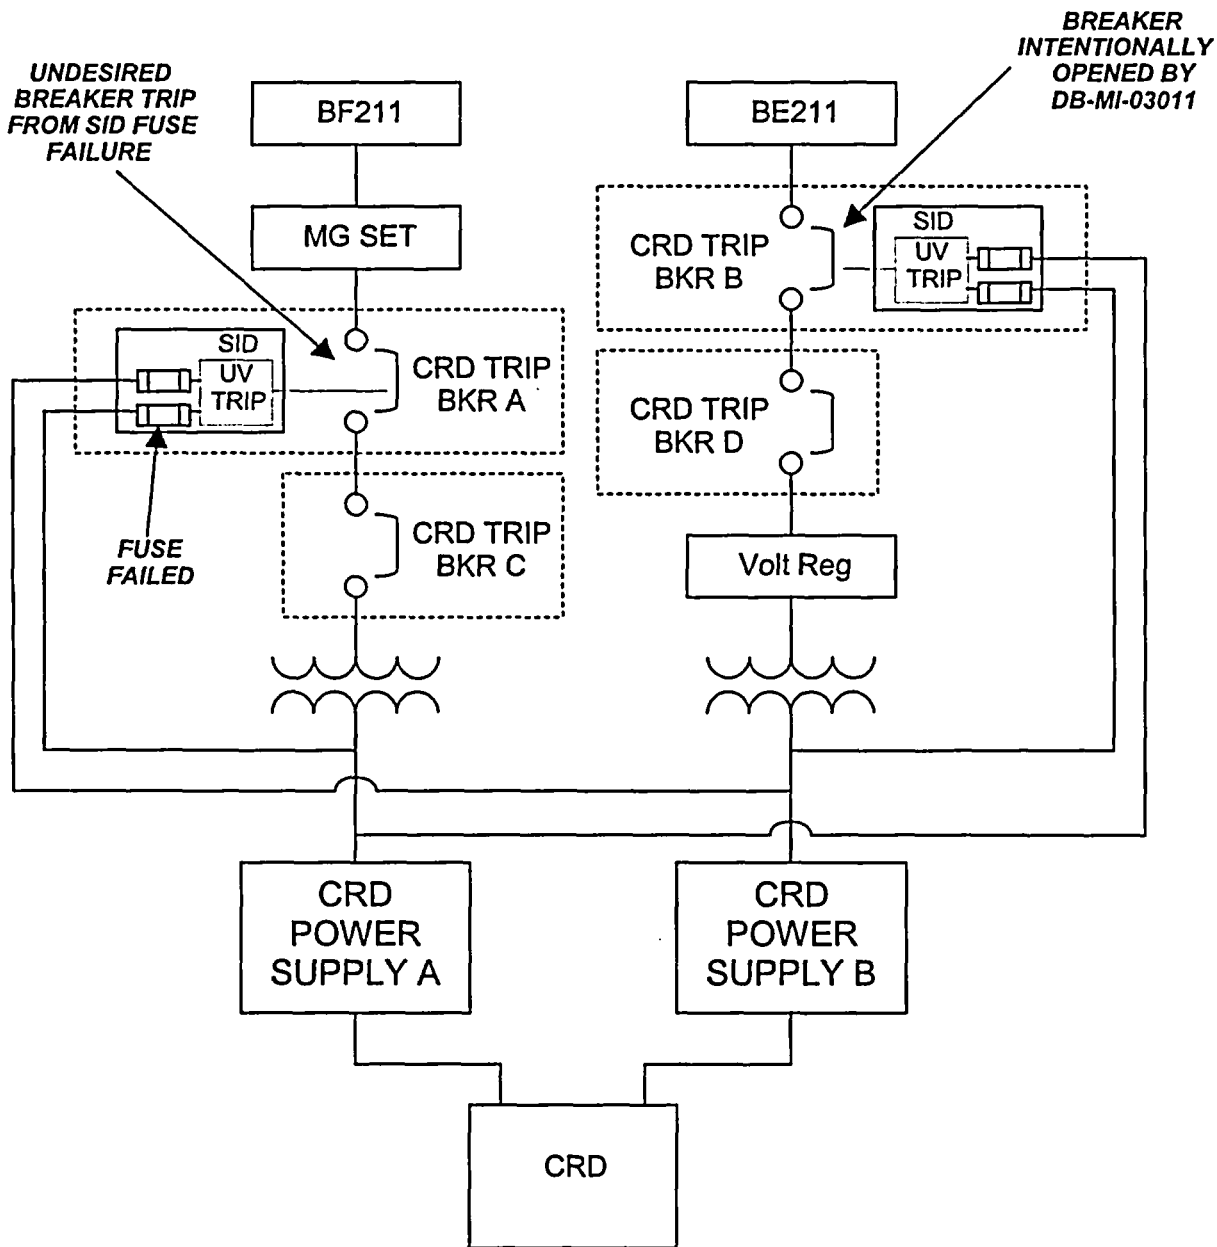 BREAKER
INTENTIONALLY
OPENED BY
DB-MI-03011
UNDESIRED
BREAKER TRIP
FROM SID FUSE
FAILURE
BF211
BE211
MG SET
CRD TRIP
BKR B
SID
UV
TRIP
SID
UV
TRIP
CRD TRIP
BKR A
CRD TRIP
BKR D
FUSE
FAILED
CRD TRIP
BKR C
Volt Reg
CRD
POWER
SUPPLY A
CRD
POWER
SUPPLY B
CRD